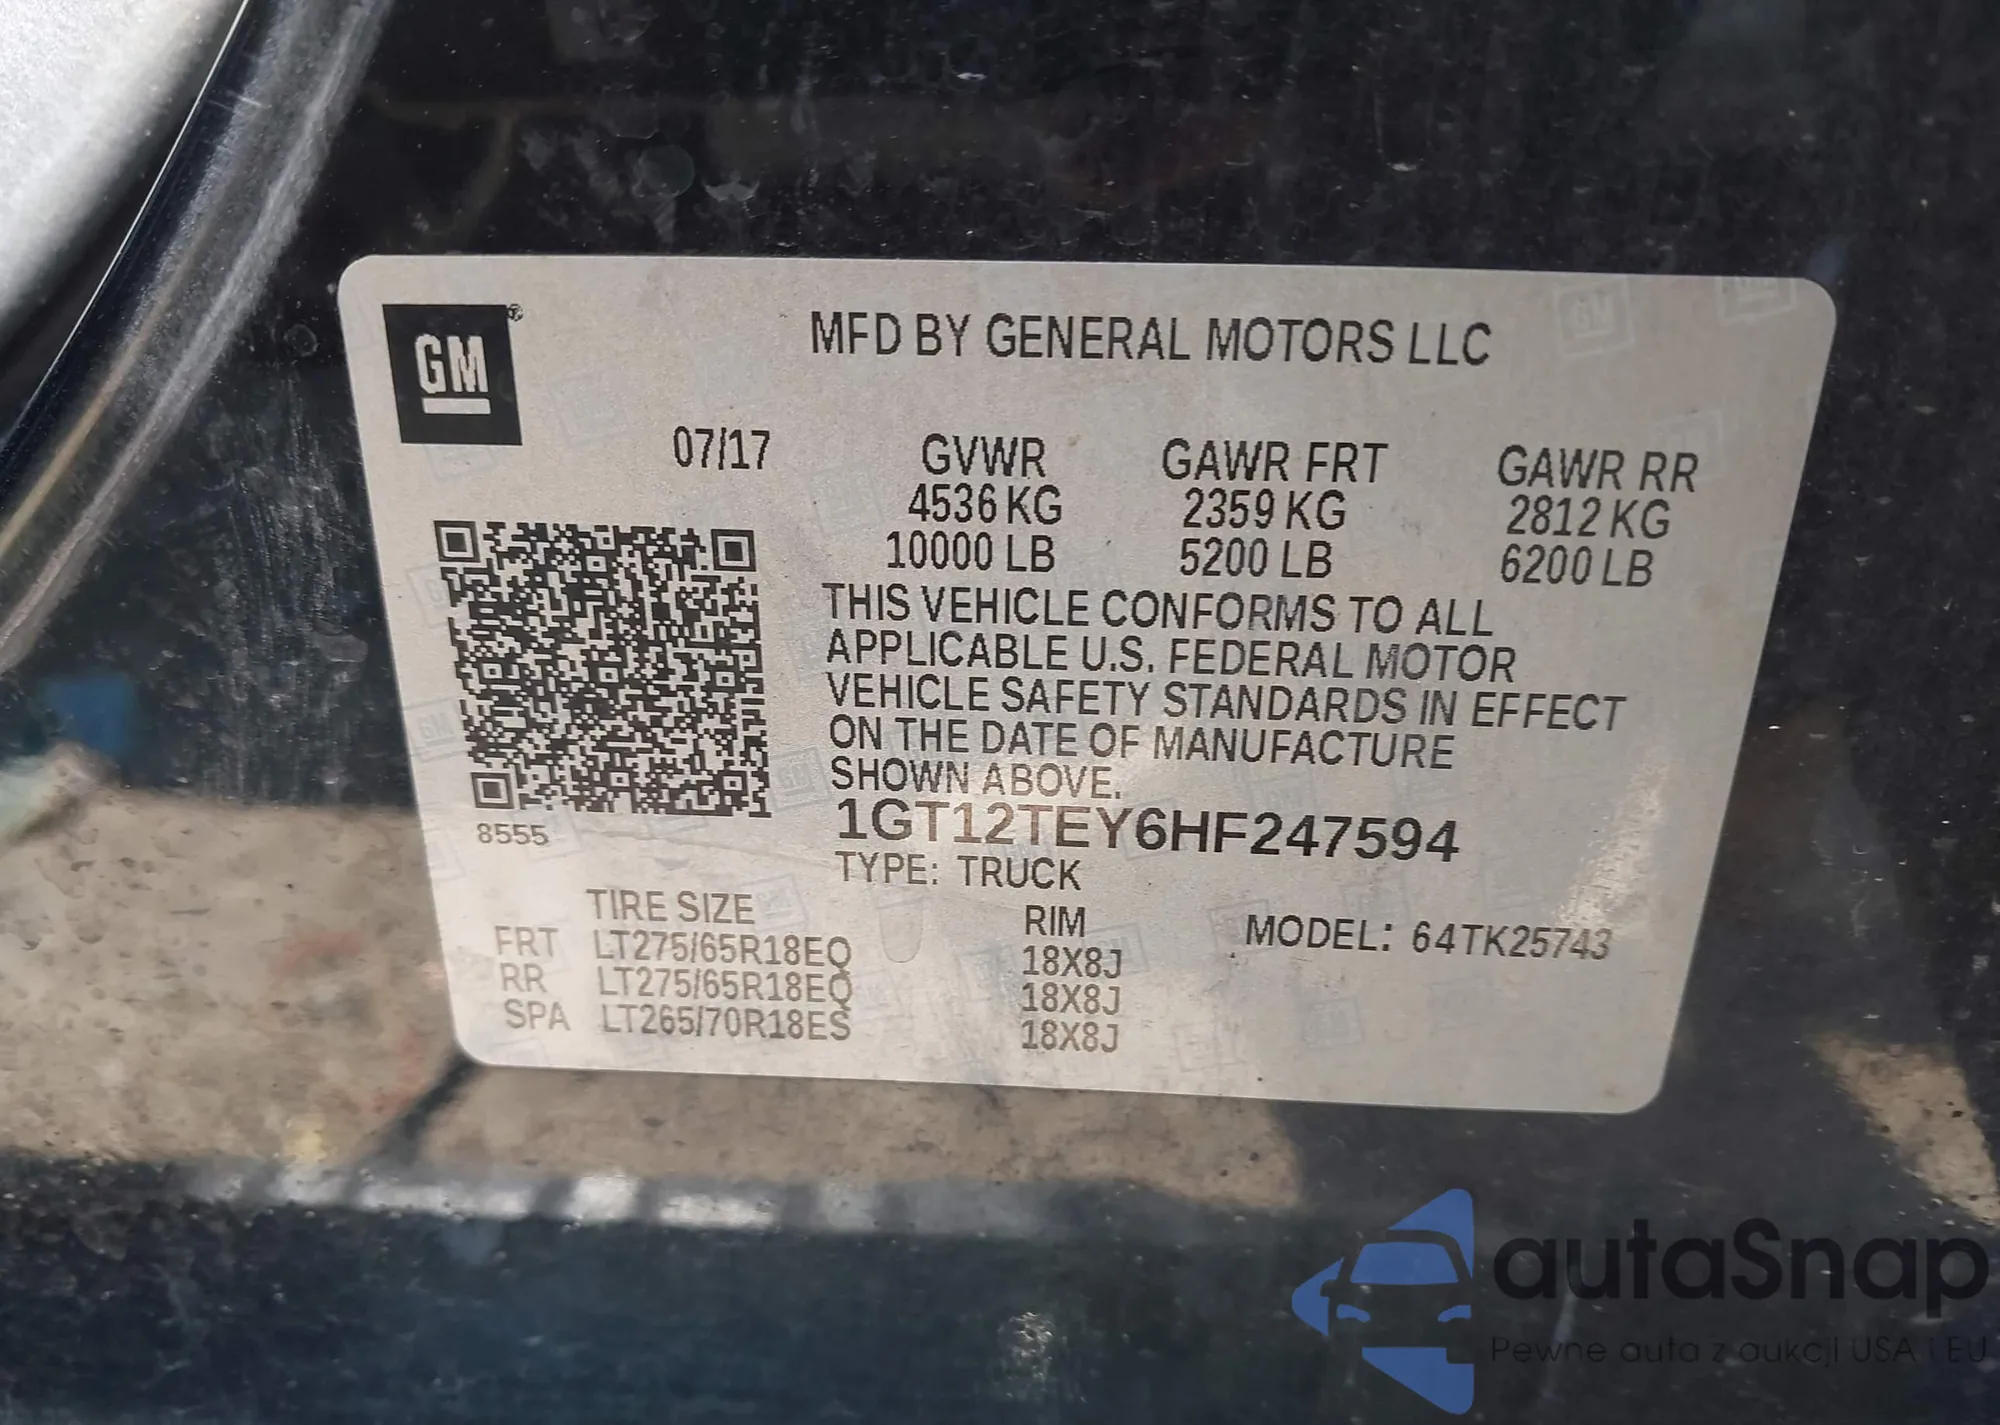 GM
MFD BY GENERAL MOTORS LLC
07/17
GVWR GAWR FRT GAWR RR
4536 KG 2359 KG 2812 KG
10000 LB 5200 LB 6200 LB
THIS VEHICLE CONFORMS TO ALL
APPLICABLE U.S. FEDERAL MOTOR
VEHICLE SAFETY STANDARDS IN EFFECT
ON THE DATE OF MANUFACTURE
SHOWN ABOVE.
8555
1GT12TEY6HF247594
TYPE: TRUCK
TIRE SIZE RIM MODEL: 64TK25743
FRT LT275/65R18EQ 18X8J
RR LT275/65R18EQ 18X8J
SPA LT265/70R18ES 18X8J
autaSnap
Pewne auta z aukcji USA i EU